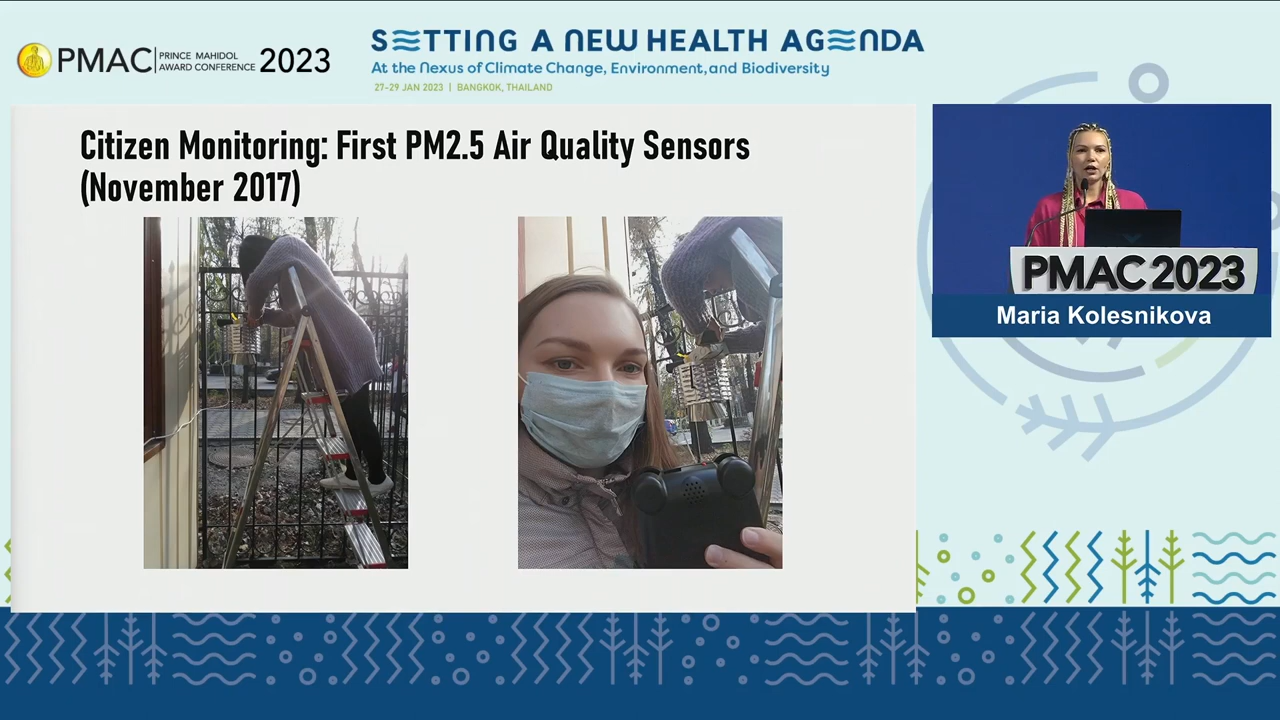 PMAC PRINCE MAHIDOL AWARD CONFERENCE 2023
SETTING A NEW HEALTH AGENDA
At the Nexus of Climate Change, Environment, and Biodiversity
27-29 JAN 2023 | BANGKOK, THAILAND
Citizen Monitoring: First PM2.5 Air Quality Sensors
(November 2017)
PMAC 2023
Maria Kolesnikova